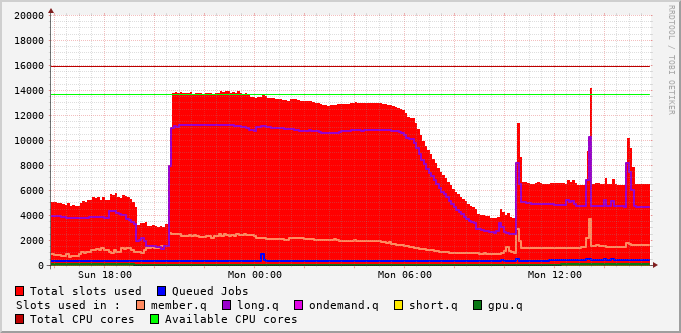 20000
18000
16000
14000
12000
10000
8000
6000
4000
2000
0
Sun 18:00 Mon 00:00 Mon 06:00 Mon 12:00
RRDTOOL / TOBI OETIKER
Total slots used Queued Jobs
Slots used in : member.q long.q ondemand.q short.q gpu.q
Total CPU cores Available CPU cores